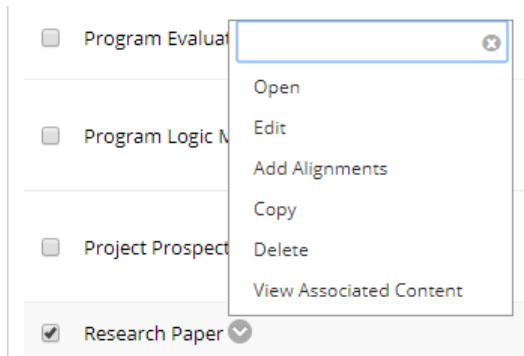 Program Evaluat
Open
Edit
Program Logic
Add Alignments
Copy
Project Prospect
Delete
View Associated Content
Research Paper